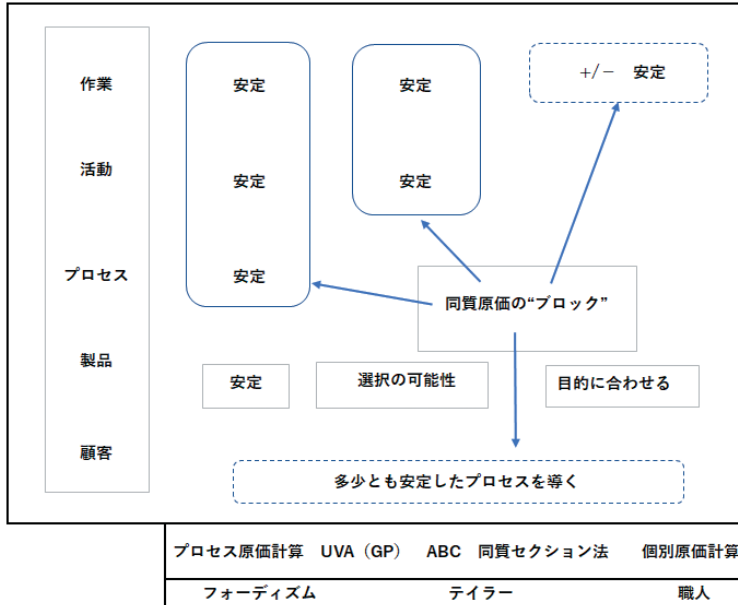 作業 安定 安定 +/− 安定
活動 安定 安定
プロセス 安定
同質原価の“ブロック”
製品 安定 選択の可能性 目的に合わせる
顧客
多少とも安定したプロセスを導く
プロセス原価計算 UVA（GP） ABC 同質セクション法 個別原価計算
フォーディズム テイラー 職人